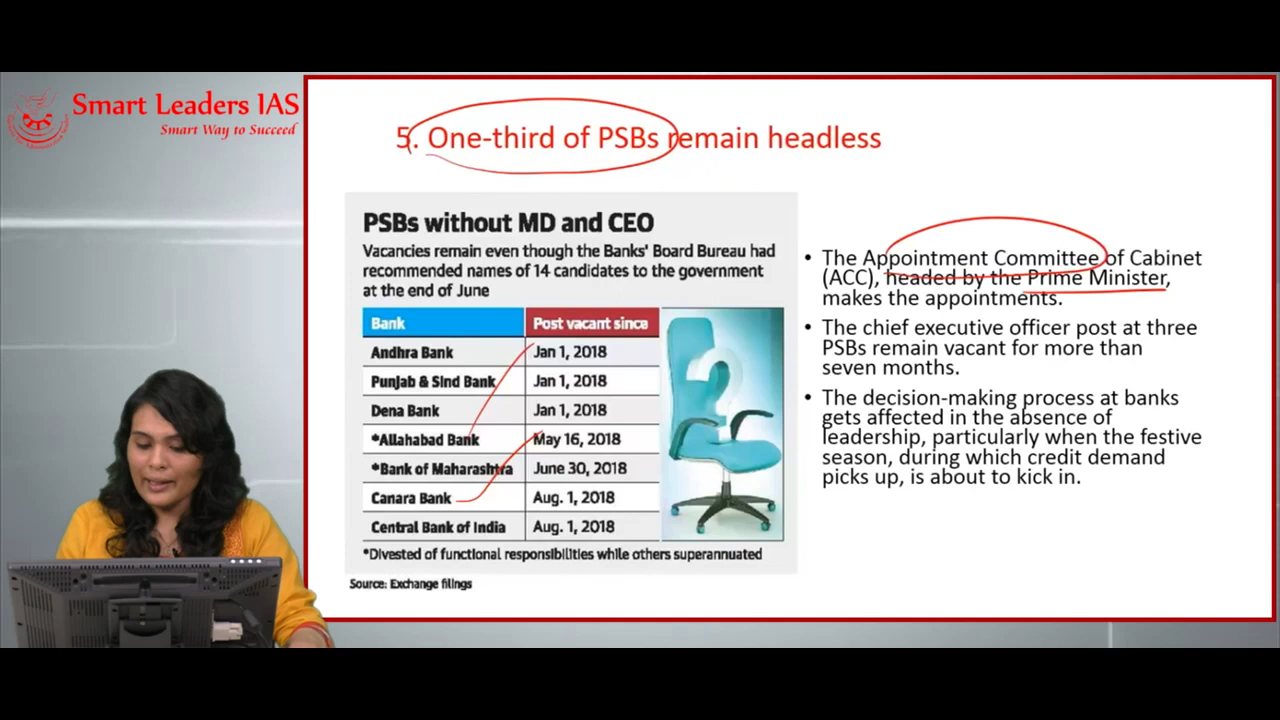 Smart Leaders IAS
Smart Way to Succeed
5. One-third of PSBs remain headless
PSBs without MD and CEO
Vacancies remain even though the Banks' Board Bureau had
recommended names of 14 candidates to the government
at the end of June
Bank Post vacant since
Andhra Bank Jan 1, 2018
Punjab & Sind Bank Jan 1, 2018
Dena Bank Jan 1, 2018
*Allahabad Bank May 16, 2018
*Bank of Maharashtra June 30, 2018
Canara Bank Aug. 1, 2018
Central Bank of India Aug. 1, 2018
*Divested of functional responsibilities while others superannuated
Source: Exchange filings
• The Appointment Committee of Cabinet
(ACC), headed by the Prime Minister,
makes the appointments.
• The chief executive officer post at three
PSBs remain vacant for more than
seven months.
• The decision-making process at banks
gets affected in the absence of
leadership, particularly when the festive
season, during which credit demand
picks up, is about to kick in.